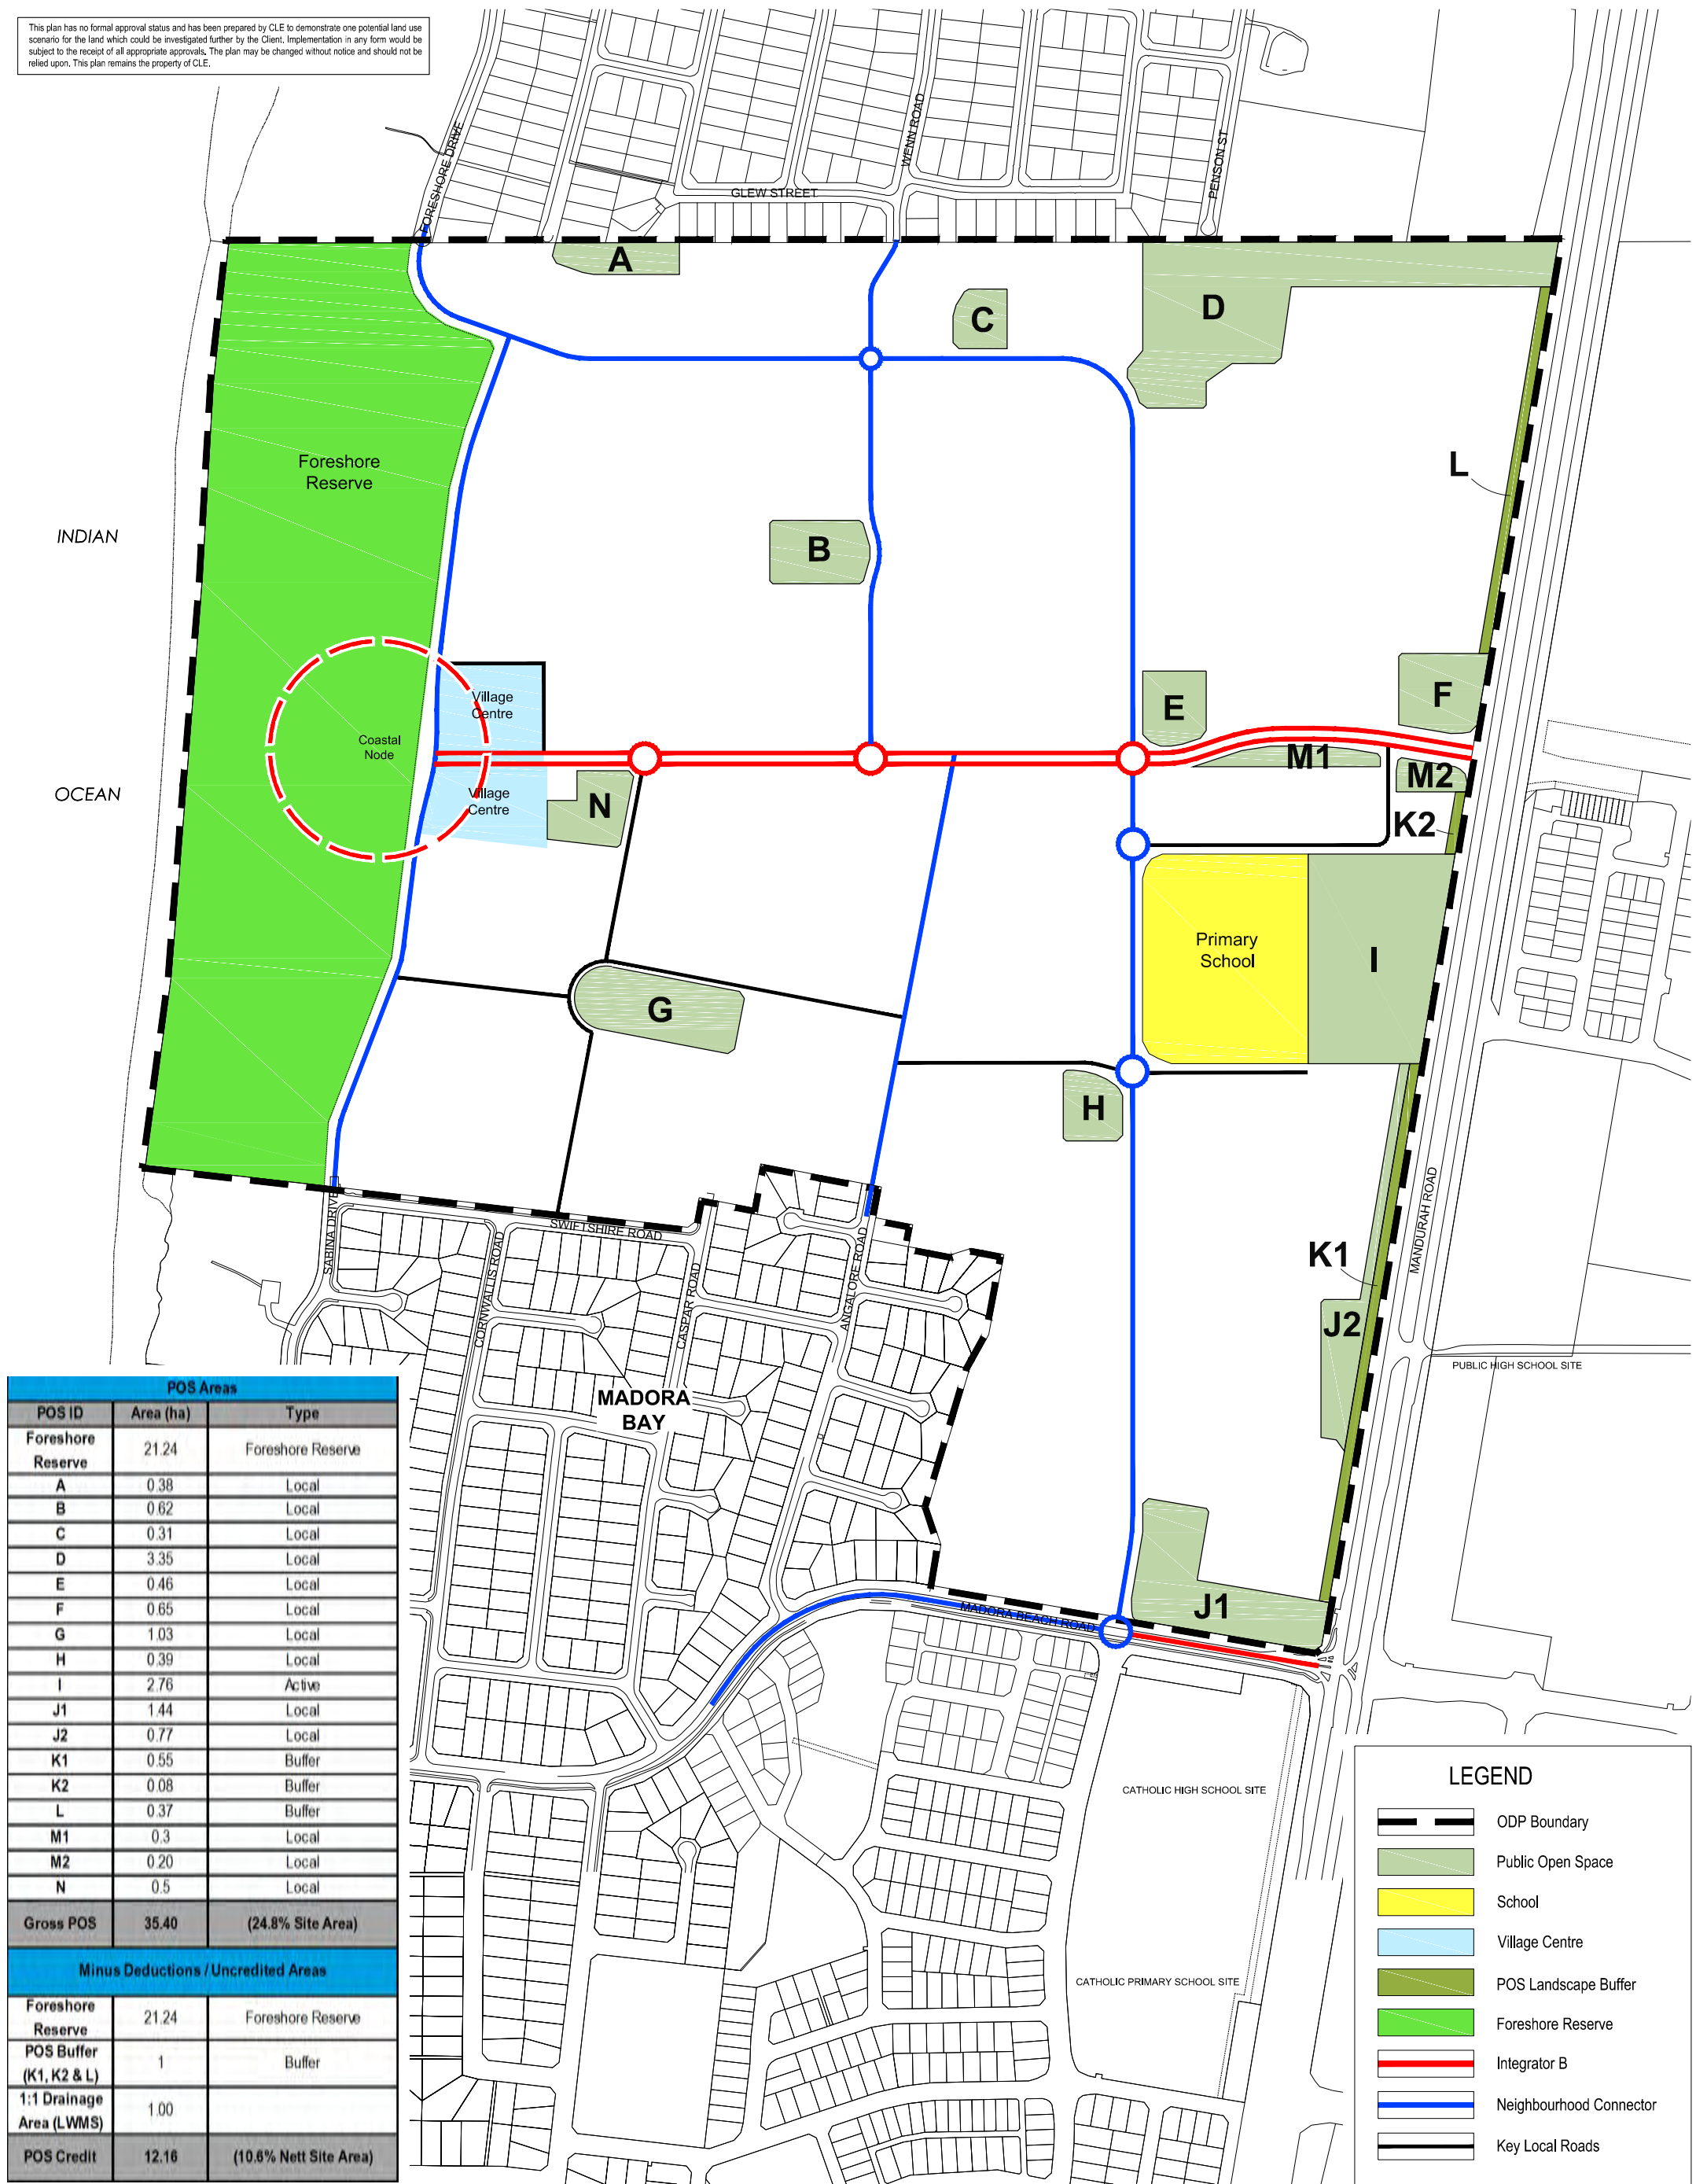 This plan has no formal approval status and has been prepared by CLE to demonstrate one potential land use
scenario for the land which could be investigated further by the Client. Implementation in any form would be
subject to the receipt of all appropriate approvals. The plan may be changed without notice and should not be
relied upon. This plan remains the property of CLE.
FORESHORE DRIVE
WENN ROAD
PENSON ST
GLEW STREET
A
C
D
Foreshore
Reserve
L
INDIAN
B
Village
Centre
E
F
Coastal
Node
M1
M2
OCEAN
Village
Centre
N
K2
Primary
School
I
G
H
MANDURAH ROAD
SABINA DRIVE
SWIFTSHIRE ROAD
CORNWALLIS ROAD
CASPAR ROAD
ANGALORE ROAD
K1
J2
PUBLIC HIGH SCHOOL SITE
MADORA
BAY
J1
MADORA BEACH ROAD
CATHOLIC HIGH SCHOOL SITE
CATHOLIC PRIMARY SCHOOL SITE
POS Areas
POS ID Area (ha) Type
Foreshore
Reserve 21.24 Foreshore Reserve
A 0.38 Local
B 0.62 Local
C 0.31 Local
D 3.35 Local
E 0.46 Local
F 0.65 Local
G 1.03 Local
H 0.39 Local
I 2.76 Active
J1 1.44 Local
J2 0.77 Local
K1 0.55 Buffer
K2 0.08 Buffer
L 0.37 Buffer
M1 0.3 Local
M2 0.20 Local
N 0.5 Local
Gross POS 35.40 (24.8% Site Area)
Minus Deductions / Uncredited Areas
Foreshore
Reserve 21.24 Foreshore Reserve
POS Buffer
(K1, K2 & L) 1 Buffer
1:1 Drainage
Area (LWMS) 1.00
POS Credit 12.16 (10.6% Nett Site Area)
LEGEND
ODP Boundary
Public Open Space
School
Village Centre
POS Landscape Buffer
Foreshore Reserve
Integrator B
Neighbourhood Connector
Key Local Roads